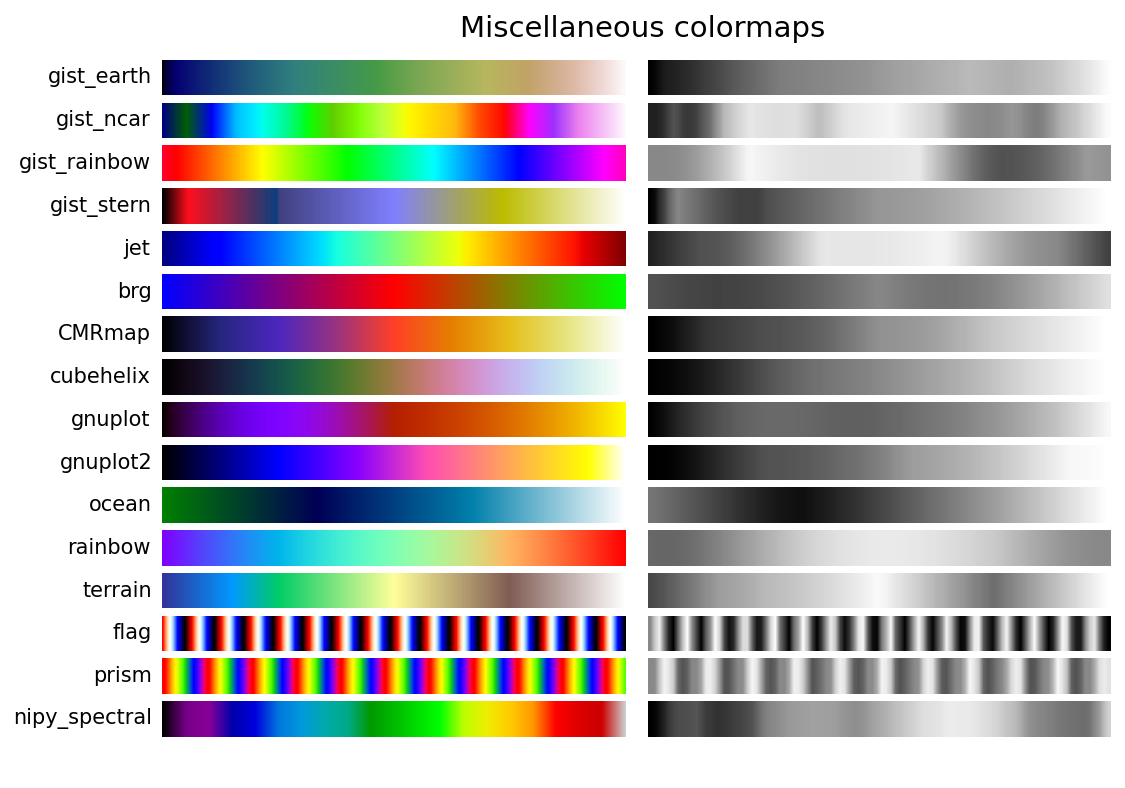 Miscellaneous colormaps
gist_earth
gist_ncar
gist_rainbow
gist_stern
jet
brg
CMRmap
cubehelix
gnuplot
gnuplot2
ocean
rainbow
terrain
flag
prism
nipy_spectral